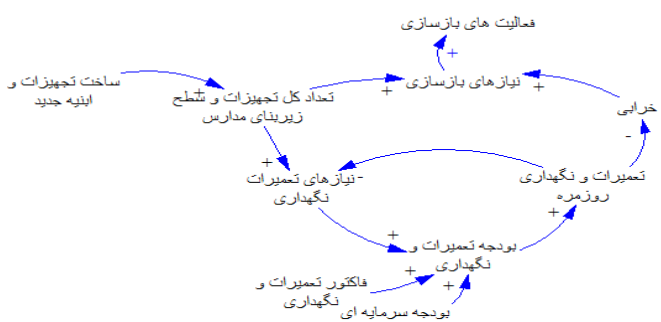 فعالیت های بازسازی
+
ساخت تجهیزات و
ابنیه جدید
+
تعداد کل تجهیزات و سطح
زیربنای مدارس
+
نیازهای بازسازی
+
خرابی
-
+
نیازهای تعمیرات
نگهداری
-
تعمیرات و نگهداری
روزمره
+
+
بودجه تعمیرات و
نگهداری
+
+
فاکتور تعمیرات و
نگهداری
بودجه سرمایه ای